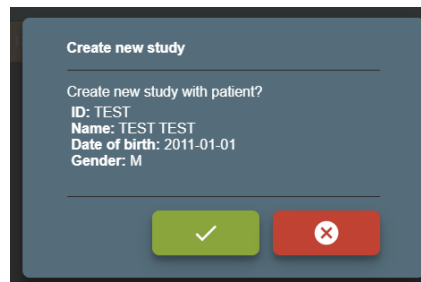 Create new study
Create new study with patient?
ID: TEST
Name: TEST TEST
Date of birth: 2011-01-01
Gender: M